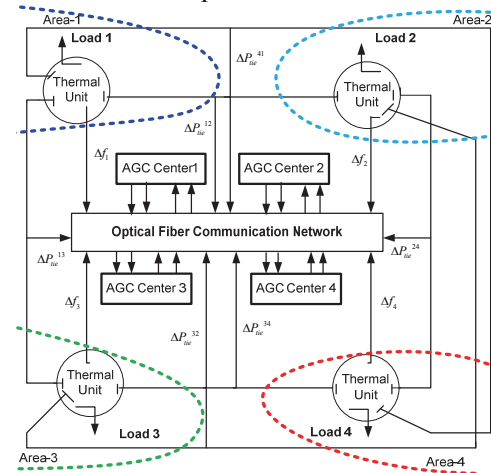 Area-1
Area-2
Load 1
Load 2
ΔP_tie^41
Thermal
Unit
Thermal
Unit
ΔP_tie^12
Δf_1
Δf_2
AGC Center1
AGC Center 2
Optical Fiber Communication Network
ΔP_tie^13
ΔP_tie^24
AGC Center 3
AGC Center 4
Δf_3
Δf_4
ΔP_tie^32
ΔP_tie^34
Thermal
Unit
Thermal
Unit
Load 3
Load 4
Area-3
Area-4